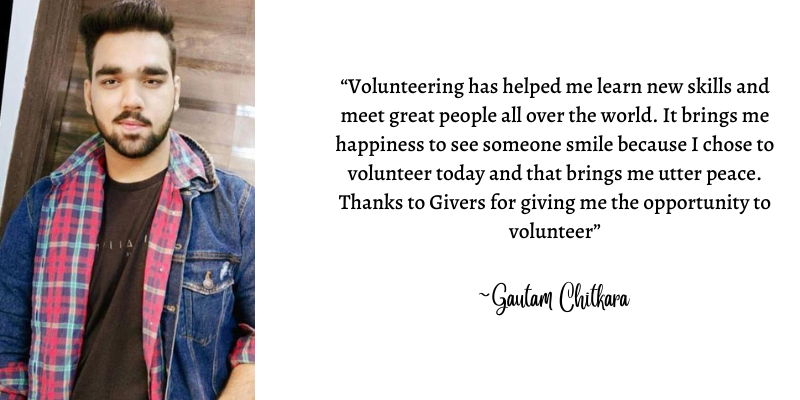 “Volunteering has helped me learn new skills and
meet great people all over the world. It brings me
happiness to see someone smile because I chose to
volunteer today and that brings me utter peace.
Thanks to Givers for giving me the opportunity to
volunteer”
~Gautam Chitkara